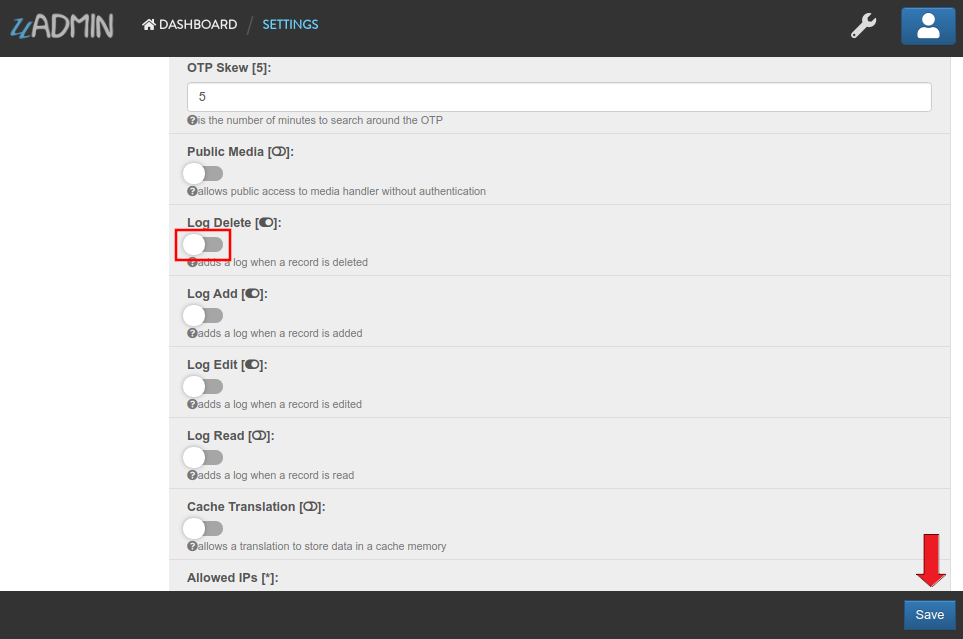 uADMIN
DASHBOARD / SETTINGS
OTP Skew [5]:
5
is the number of minutes to search around the OTP
Public Media []:
allows public access to media handler without authentication
Log Delete []:
adds a log when a record is deleted
Log Add []:
adds a log when a record is added
Log Edit []:
adds a log when a record is edited
Log Read []:
adds a log when a record is read
Cache Translation []:
allows a translation to store data in a cache memory
Allowed IPs [*]:
Save